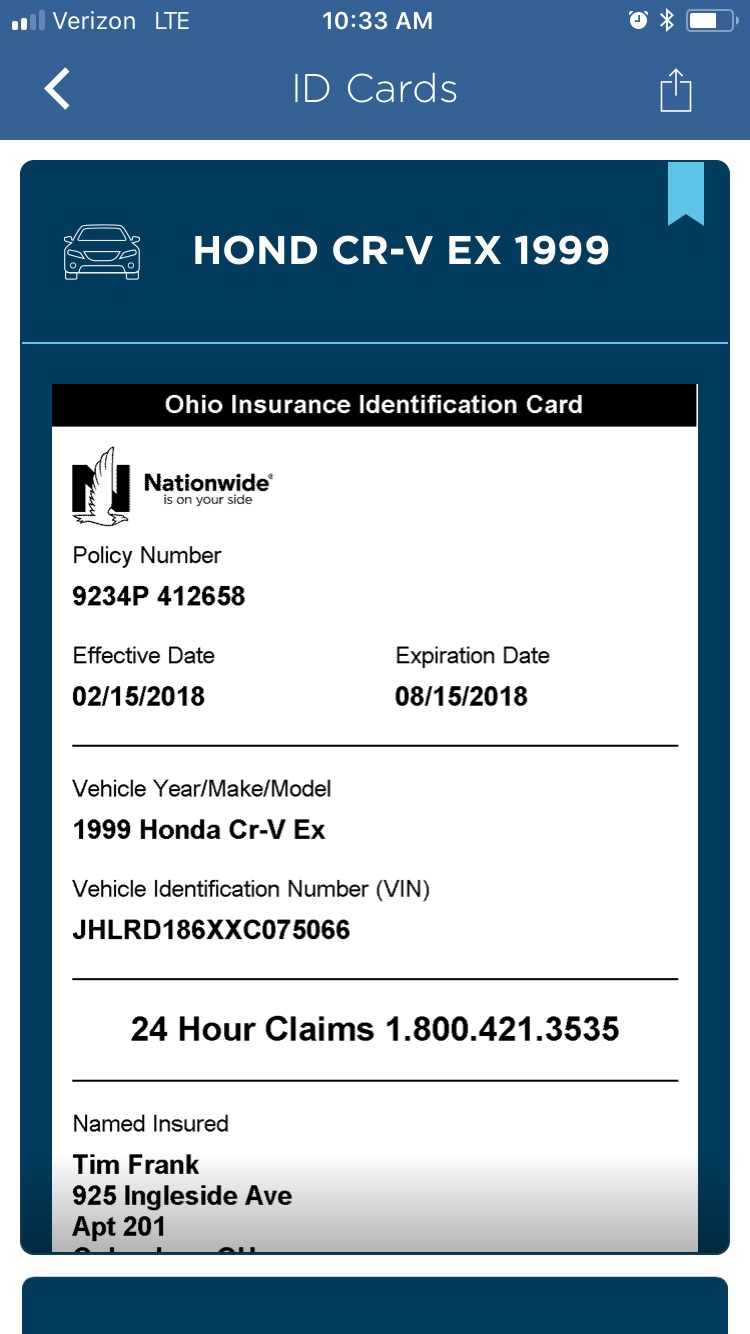 Verizon LTE 10:33 AM
ID Cards
HOND CR-V EX 1999
Ohio Insurance Identification Card
Nationwide®
is on your side
Policy Number
9234P 412658
Effective Date Expiration Date
02/15/2018 08/15/2018
Vehicle Year/Make/Model
1999 Honda Cr-V Ex
Vehicle Identification Number (VIN)
JHLRD186XXC075066
24 Hour Claims 1.800.421.3535
Named Insured
Tim Frank
925 Ingleside Ave
Apt 201